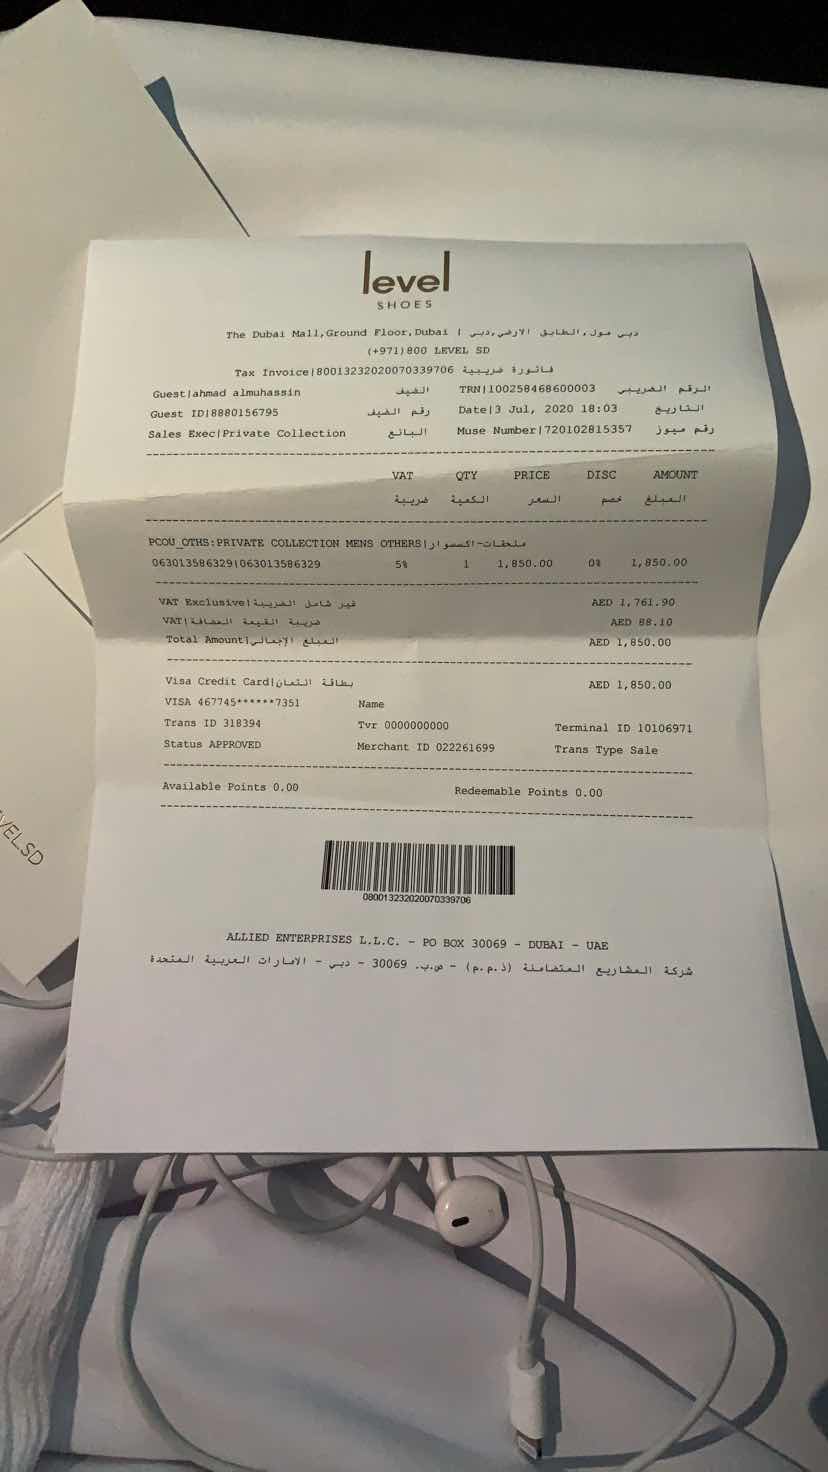 level
SHOES
The Dubai Mall,Ground Floor,Dubai | دبي مول,الطابق الارضي,دبي
(+971)800 LEVEL SD
Tax Invoice|80013232020070339706 فاتورة ضريبية
Guest|ahmad almuhassin الضيف TRN|100258468600003 الرقم الضريبي
Guest ID|8880156795 رقم الضيف Date|3 Jul, 2020 18:03 التاريخ
Sales Exec|Private Collection البائع Muse Number|720102815357 رقم ميوز
VAT QTY PRICE DISC AMOUNT
ضريبة الكمية السعر خصم المبلغ
PCOU_OTHS:PRIVATE COLLECTION MENS OTHERS|ملحقات-اكسسوار
063013586329|063013586329 5% 1 1,850.00 0% 1,850.00
VAT Exclusive|غير شامل الضريبة AED 1,761.90
VAT|ضريبة القيمة المضافة AED 88.10
Total Amount|المبلغ الإجمالي AED 1,850.00
Visa Credit Card|بطاقة ائتمان AED 1,850.00
VISA 467745******7351 Name
Trans ID 318394 Tvr 0000000000 Terminal ID 10106971
Status APPROVED Merchant ID 022261699 Trans Type Sale
Available Points 0.00 Redeemable Points 0.00
080013232020070339706
ALLIED ENTERPRISES L.L.C. - PO BOX 30069 - DUBAI - UAE
شركة المشاريع المتضامنة (ذ.م.م) - ص.ب. 30069 - دبي - الامارات العربية المتحدة
VELSD